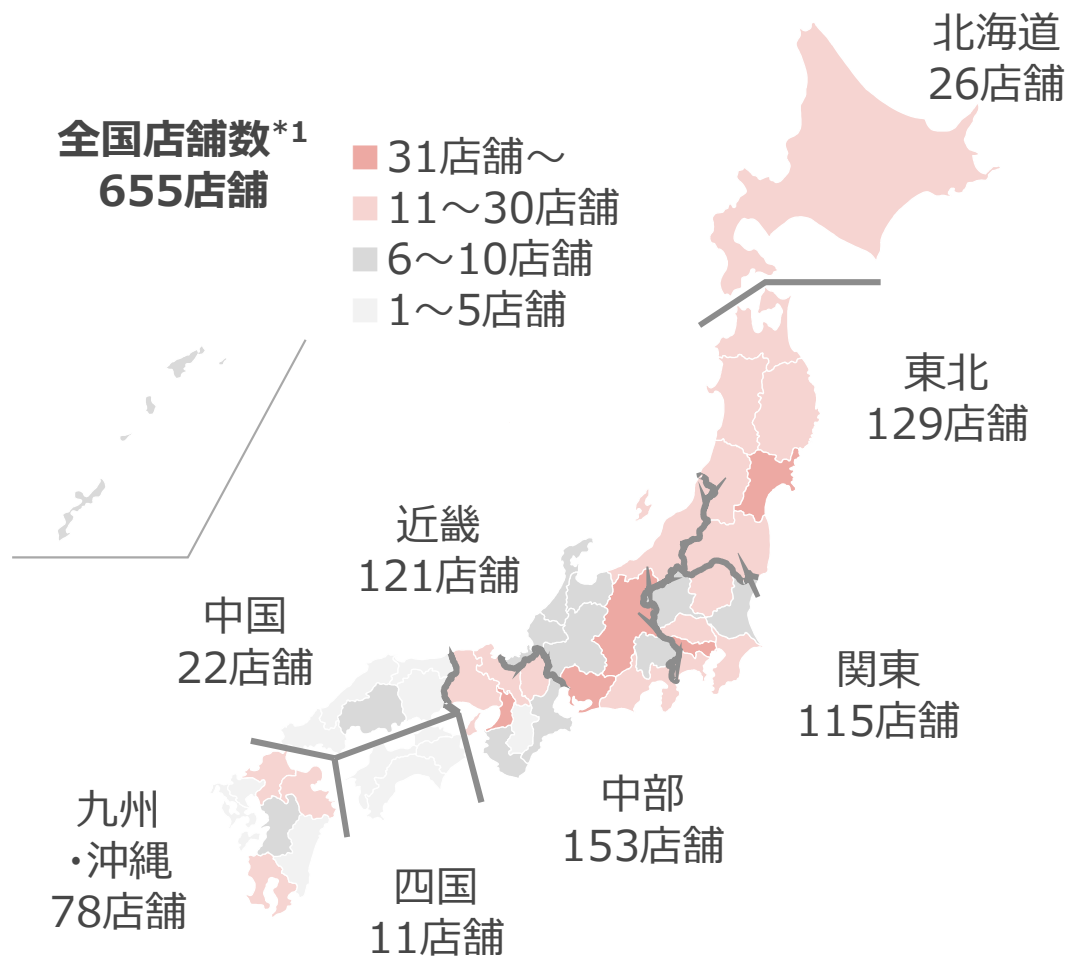 全国店舗数*1
655店舗
31店舗～
11～30店舗
6～10店舗
1～5店舗
北海道
26店舗
東北
129店舗
近畿
121店舗
中国
22店舗
関東
115店舗
中部
153店舗
九州
・沖縄
78店舗
四国
11店舗